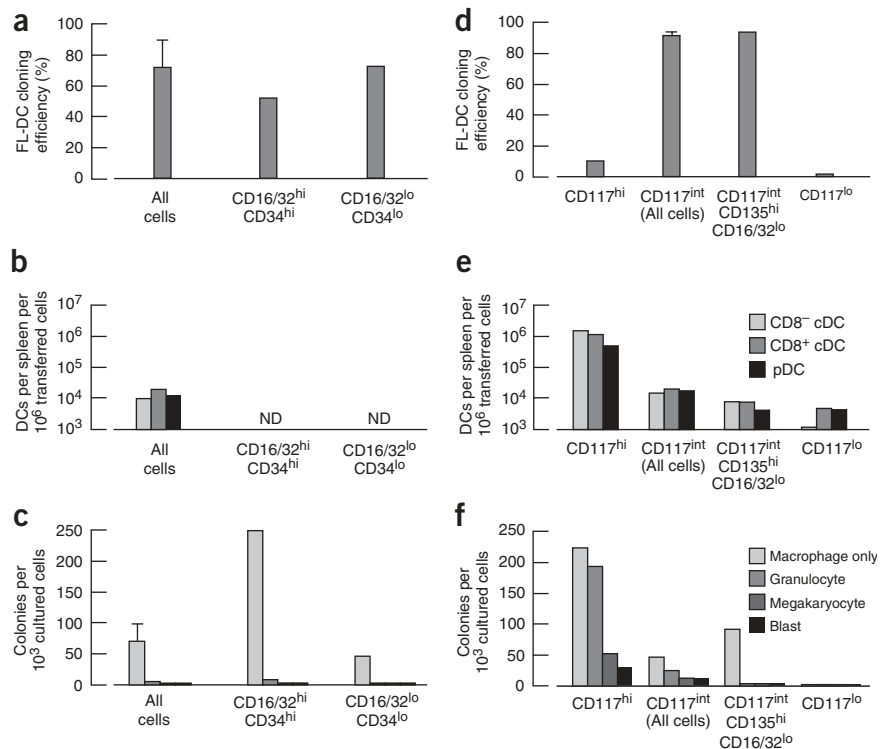 a
FL-DC cloning
efficiency (%)
100
80
60
40
20
0
All
cells
CD16/32hi
CD34hi
CD16/32lo
CD34lo
b
DCs per spleen per
10^6 transferred cells
10^7
10^6
10^5
10^4
10^3
ND
ND
All
cells
CD16/32hi
CD34hi
CD16/32lo
CD34lo
c
Colonies per
10^3 cultured cells
250
200
150
100
50
0
All
cells
CD16/32hi
CD34hi
CD16/32lo
CD34lo
d
FL-DC cloning
efficiency (%)
100
80
60
40
20
0
CD117hi
CD117int
(All cells)
CD117int
CD135hi
CD16/32lo
CD117lo
e
DCs per spleen per
10^6 transferred cells
10^7
10^6
10^5
10^4
10^3
CD8– cDC
CD8+ cDC
pDC
CD117hi
CD117int
(All cells)
CD117int
CD135hi
CD16/32lo
CD117lo
f
Colonies per
10^3 cultured cells
250
200
150
100
50
0
Macrophage only
Granulocyte
Megakaryocyte
Blast
CD117hi
CD117int
(All cells)
CD117int
CD135hi
CD16/32lo
CD117lo